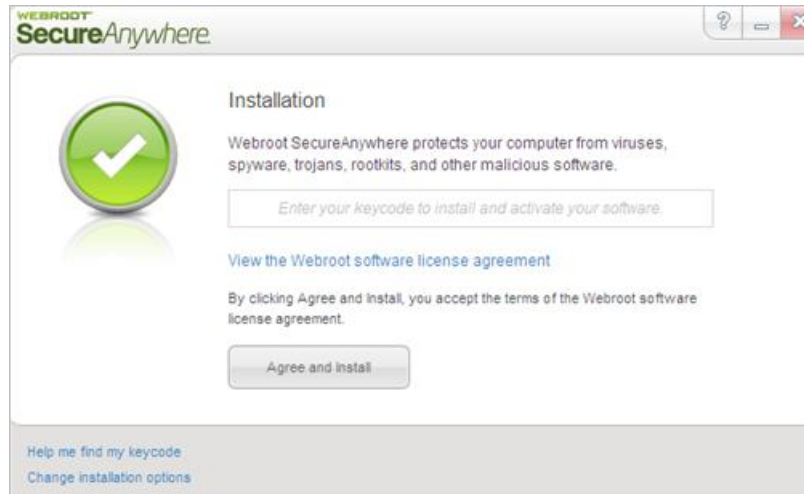 WEBROOT
SecureAnywhere
?
Installation
Webroot SecureAnywhere protects your computer from viruses,
spyware, trojans, rootkits, and other malicious software.
Enter your keycode to install and activate your software.
View the Webroot software license agreement
By clicking Agree and Install, you accept the terms of the Webroot software
license agreement.
Agree and Install
Help me find my keycode
Change installation options